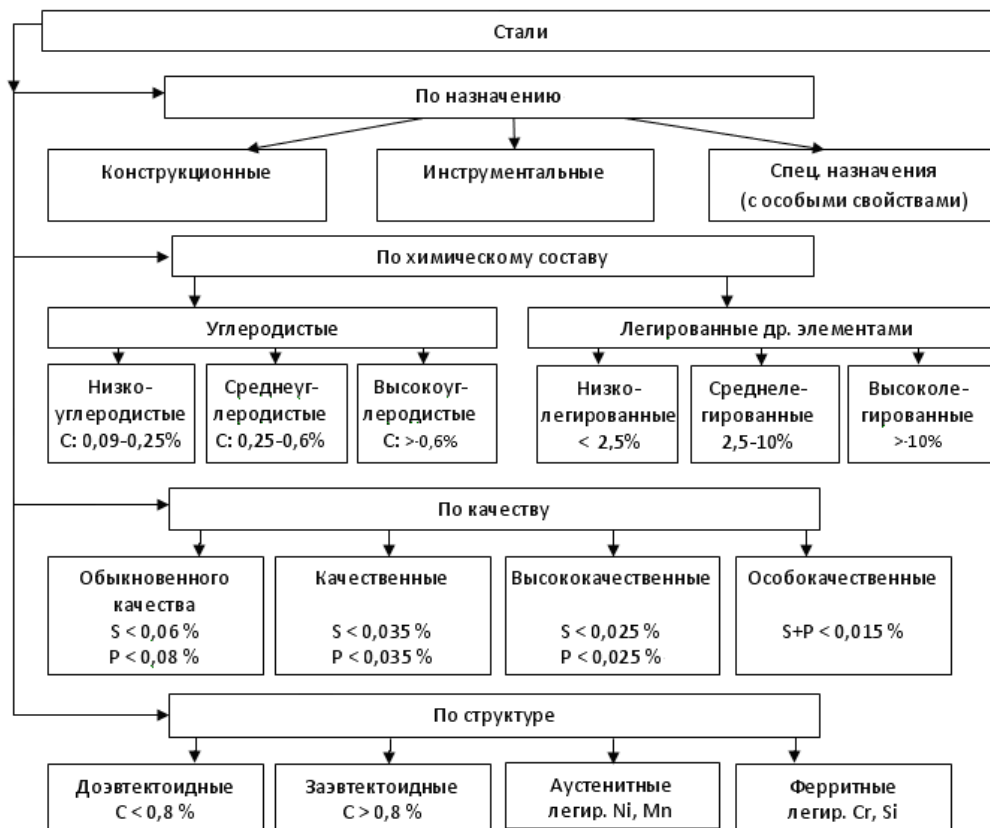 Стали
По назначению
Конструкционные
Инструментальные
Спец. назначения
(с особыми свойствами)
По химическому составу
Углеродистые
Легированные др. элементами
Низко-
углеродистые
С: 0,09-0,25%
Среднеуг-
леродистые
С: 0,25-0,6%
Высокоуг-
леродистые
С: >-0,6%
Низко-
легированные
< 2,5%
Среднеле-
гированные
2,5-10%
Высоколе-
гированные
>-10%
По качеству
Обыкновенного
качества
S < 0,06 %
P < 0,08 %
Качественные
S < 0,035 %
P < 0,035 %
Высококачественные
S < 0,025 %
P < 0,025 %
Особокачественные
S+P < 0,015 %
По структуре
Доэвтектоидные
С < 0,8 %
Заэвтектоидные
С > 0,8 %
Аустенитные
легир. Ni, Mn
Ферритные
легир. Cr, Si